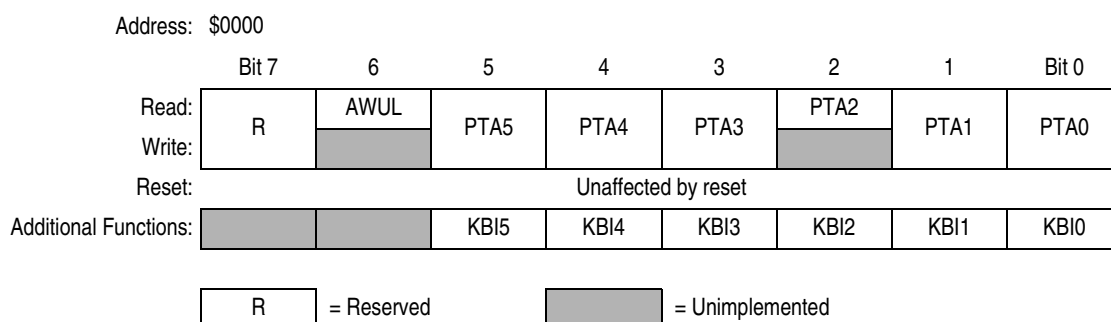 Address: $0000
Bit 7 6 5 4 3 2 1 Bit 0
Read: R AWUL PTA5 PTA4 PTA3 PTA2 PTA1 PTA0
Write:
Reset: Unaffected by reset
Additional Functions: KBI5 KBI4 KBI3 KBI2 KBI1 KBI0
R = Reserved = Unimplemented